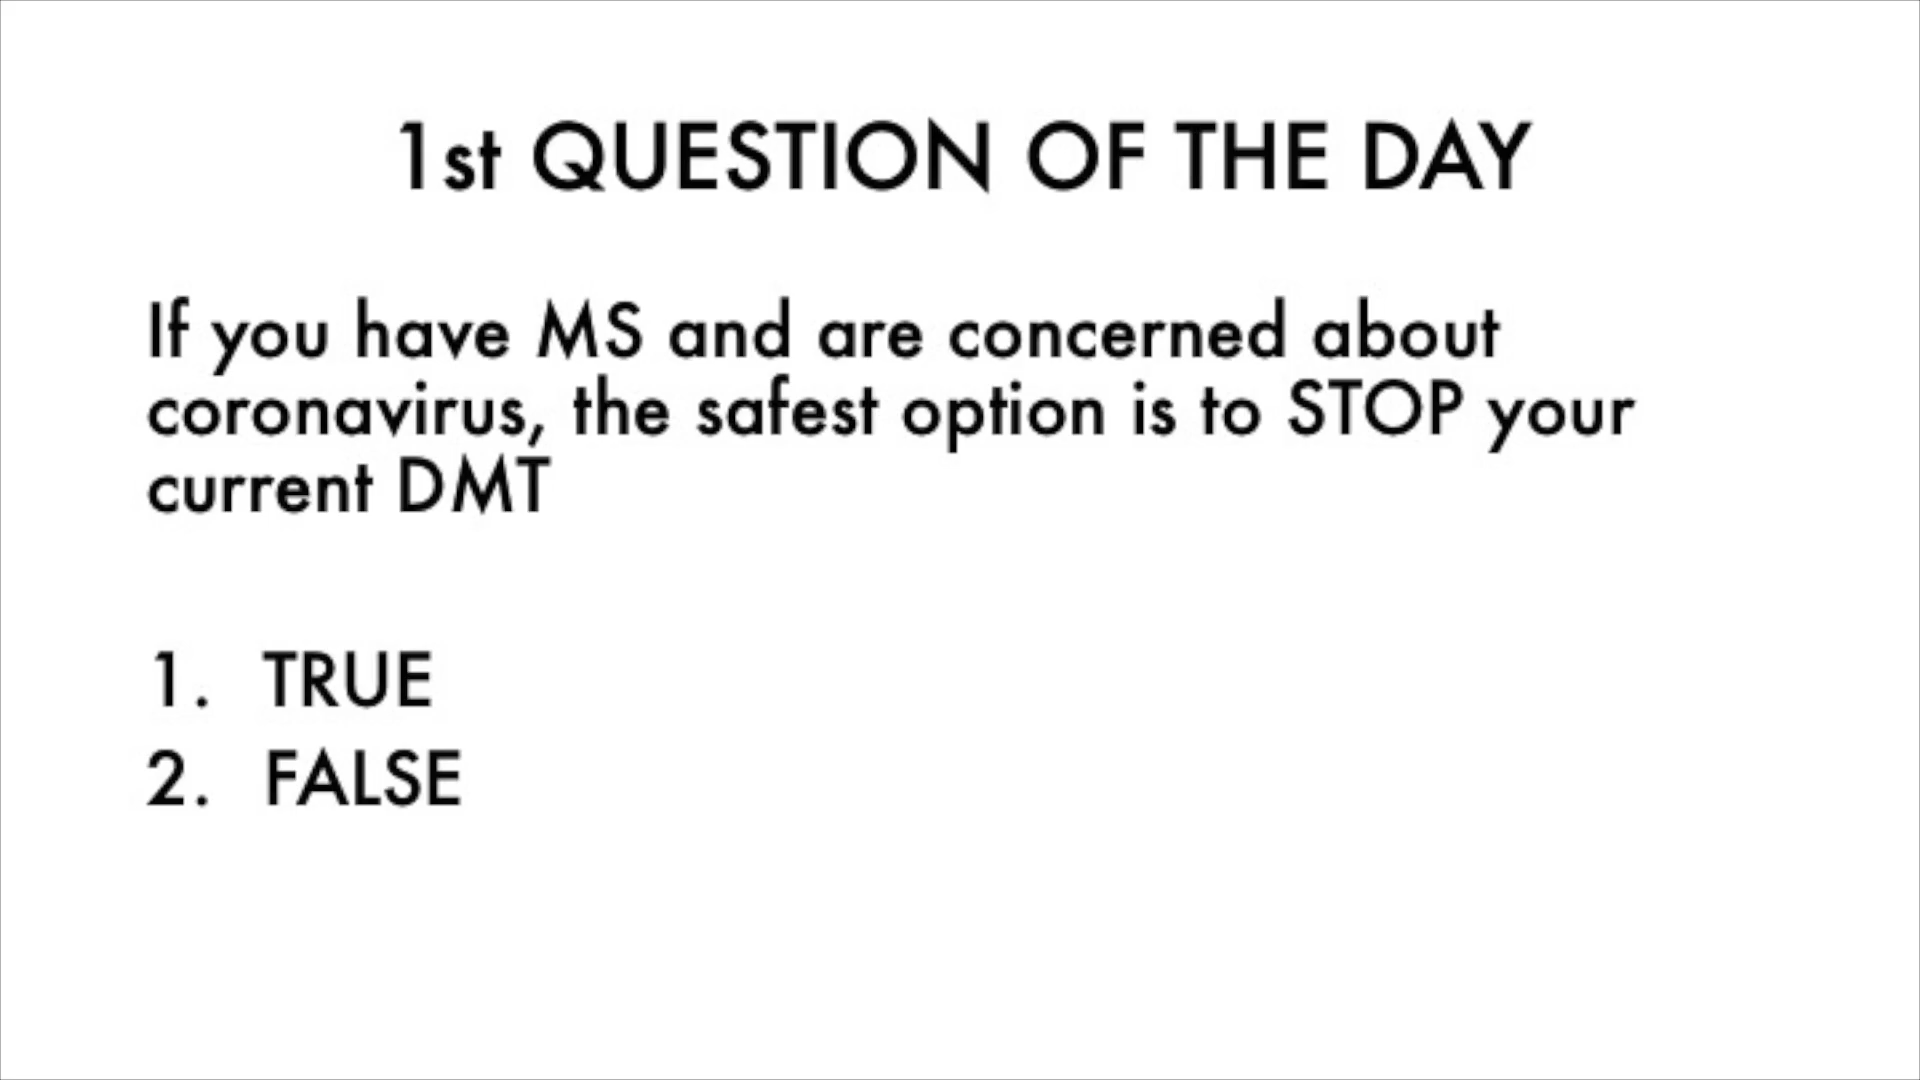 1st QUESTION OF THE DAY
If you have MS and are concerned about
coronavirus, the safest option is to STOP your
current DMT
1. TRUE
2. FALSE